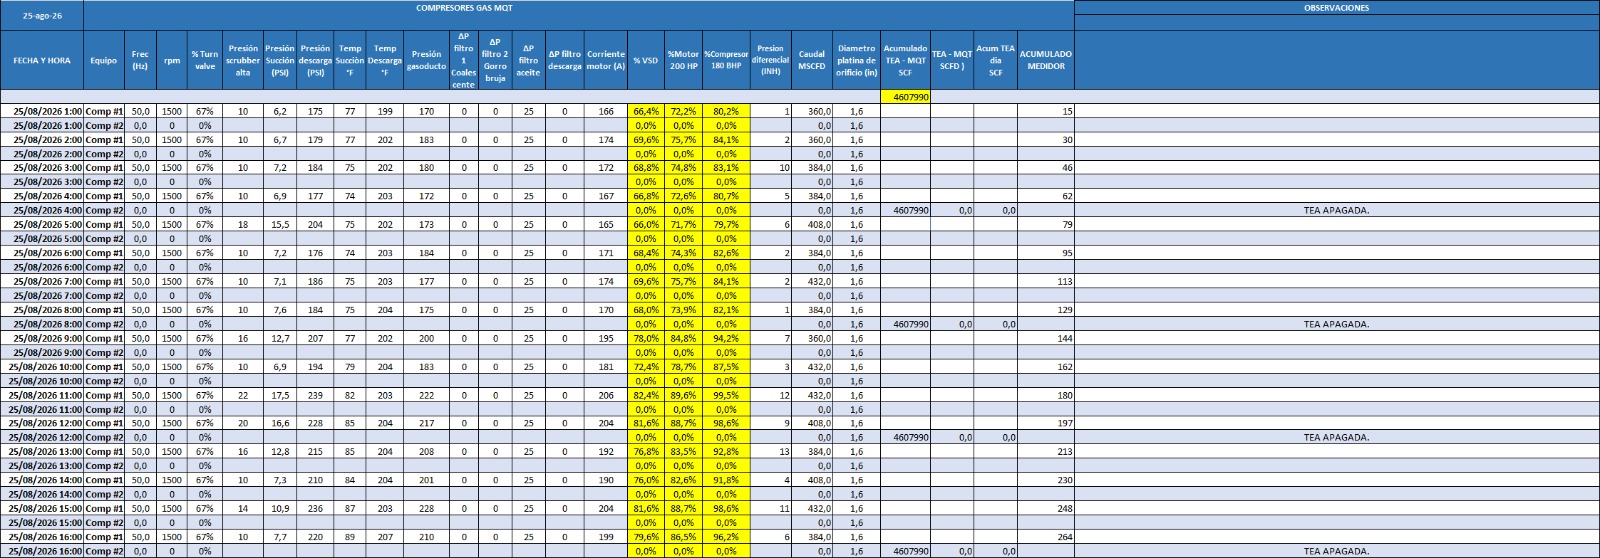 25-ago-26 COMPRESORES GAS MQT OBSERVACIONES
FECHA Y HORA Equipo Frec (Hz) rpm % Turn valve Presión scrubber alta Presión Succión (PSI) Presión descarga (PSI) Temp Succiòn °F Temp Descarga °F Presión gasoducto ΔP filtro 1 Coales cente ΔP filtro 2 Gorro bruja ΔP filtro aceite ΔP filtro descarga Corriente motor (A) % VSD %Motor 200 HP %Compresor 180 BHP Presion diferencial (INH) Caudal MSCFD Diametro platina de orificio (in) Acumulado TEA - MQT SCF TEA - MQT SCFD ) Acum TEA dia SCF ACUMULADO MEDIDOR
4607990
25/08/2026 1:00 Comp #1 50,0 1500 67% 10 6,2 175 77 199 170 0 0 25 0 166 66,4% 72,2% 80,2% 1 360,0 1,6 15
25/08/2026 1:00 Comp #2 0,0 0 0% 0,0% 0,0% 0,0% 0,0 1,6
25/08/2026 2:00 Comp #1 50,0 1500 67% 10 6,7 179 77 202 183 0 0 25 0 174 69,6% 75,7% 84,1% 2 360,0 1,6 30
25/08/2026 2:00 Comp #2 0,0 0 0% 0,0% 0,0% 0,0% 0,0 1,6
25/08/2026 3:00 Comp #1 50,0 1500 67% 10 7,2 184 75 202 180 0 0 25 0 172 68,8% 74,8% 83,1% 10 384,0 1,6 46
25/08/2026 3:00 Comp #2 0,0 0 0% 0,0% 0,0% 0,0% 0,0 1,6
25/08/2026 4:00 Comp #1 50,0 1500 67% 10 6,9 177 74 203 172 0 0 25 0 167 66,8% 72,6% 80,7% 5 384,0 1,6 62
25/08/2026 4:00 Comp #2 0,0 0 0% 0,0% 0,0% 0,0% 0,0 1,6 4607990 0,0 0,0 TEA APAGADA.
25/08/2026 5:00 Comp #1 50,0 1500 67% 18 15,5 204 75 202 173 0 0 25 0 165 66,0% 71,7% 79,7% 6 408,0 1,6 79
25/08/2026 5:00 Comp #2 0,0 0 0% 0,0% 0,0% 0,0% 0,0 1,6
25/08/2026 6:00 Comp #1 50,0 1500 67% 10 7,2 176 74 203 184 0 0 25 0 171 68,4% 74,3% 82,6% 2 384,0 1,6 95
25/08/2026 6:00 Comp #2 0,0 0 0% 0,0% 0,0% 0,0% 0,0 1,6
25/08/2026 7:00 Comp #1 50,0 1500 67% 10 7,1 186 75 203 177 0 0 25 0 174 69,6% 75,7% 84,1% 2 432,0 1,6 113
25/08/2026 7:00 Comp #2 0,0 0 0% 0,0% 0,0% 0,0% 0,0 1,6
25/08/2026 8:00 Comp #1 50,0 1500 67% 10 7,6 184 75 204 175 0 0 25 0 170 68,0% 73,9% 82,1% 1 384,0 1,6 129
25/08/2026 8:00 Comp #2 0,0 0 0% 0,0% 0,0% 0,0% 0,0 1,6 4607990 0,0 0,0 TEA APAGADA.
25/08/2026 9:00 Comp #1 50,0 1500 67% 16 12,7 207 77 202 200 0 0 25 0 195 78,0% 84,8% 94,2% 7 360,0 1,6 144
25/08/2026 9:00 Comp #2 0,0 0 0% 0,0% 0,0% 0,0% 0,0 1,6
25/08/2026 10:00 Comp #1 50,0 1500 67% 10 6,9 194 79 204 183 0 0 25 0 181 72,4% 78,7% 87,5% 3 432,0 1,6 162
25/08/2026 10:00 Comp #2 0,0 0 0% 0,0% 0,0% 0,0% 0,0 1,6
25/08/2026 11:00 Comp #1 50,0 1500 67% 22 17,5 239 82 203 222 0 0 25 0 206 82,4% 89,6% 99,5% 12 432,0 1,6 180
25/08/2026 11:00 Comp #2 0,0 0 0% 0,0% 0,0% 0,0% 0,0 1,6
25/08/2026 12:00 Comp #1 50,0 1500 67% 20 16,6 228 85 204 217 0 0 25 0 204 81,6% 88,7% 98,6% 9 408,0 1,6 197
25/08/2026 12:00 Comp #2 0,0 0 0% 0,0% 0,0% 0,0% 0,0 1,6 4607990 0,0 0,0 TEA APAGADA.
25/08/2026 13:00 Comp #1 50,0 1500 67% 16 12,8 215 85 204 208 0 0 25 0 192 76,8% 83,5% 92,8% 13 384,0 1,6 213
25/08/2026 13:00 Comp #2 0,0 0 0% 0,0% 0,0% 0,0% 0,0 1,6
25/08/2026 14:00 Comp #1 50,0 1500 67% 10 7,3 210 84 204 201 0 0 25 0 190 76,0% 82,6% 91,8% 4 408,0 1,6 230
25/08/2026 14:00 Comp #2 0,0 0 0% 0,0% 0,0% 0,0% 0,0 1,6
25/08/2026 15:00 Comp #1 50,0 1500 67% 14 10,9 236 87 203 228 0 0 25 0 204 81,6% 88,7% 98,6% 11 432,0 1,6 248
25/08/2026 15:00 Comp #2 0,0 0 0% 0,0% 0,0% 0,0% 0,0 1,6
25/08/2026 16:00 Comp #1 50,0 1500 67% 10 7,7 220 89 207 210 0 0 25 0 199 79,6% 86,5% 96,2% 6 384,0 1,6 264
25/08/2026 16:00 Comp #2 0,0 0 0% 0,0% 0,0% 0,0% 0,0 1,6 4607990 0,0 0,0 TEA APAGADA.